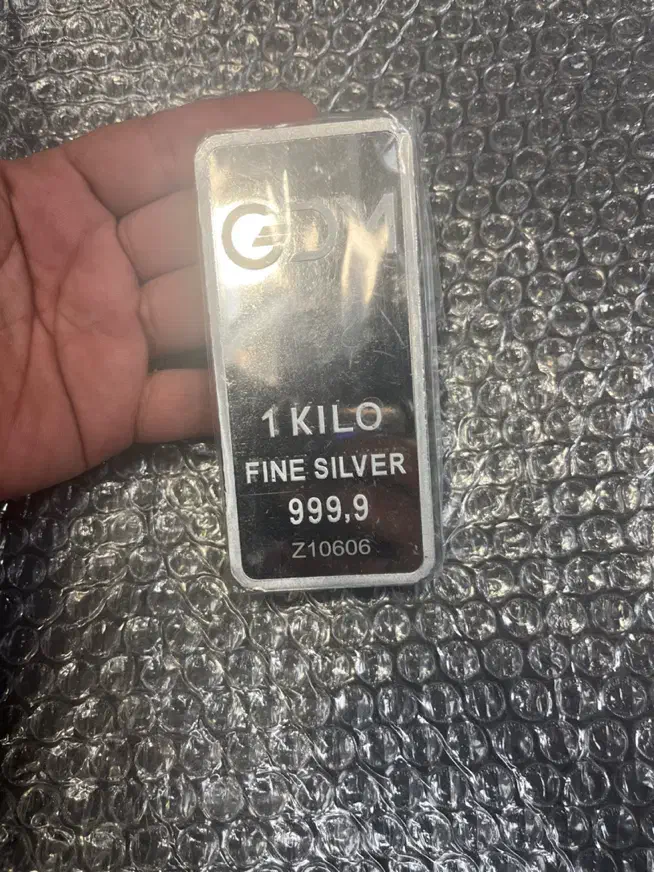 GDM
1 KILO
FINE SILVER
999,9
Z10606